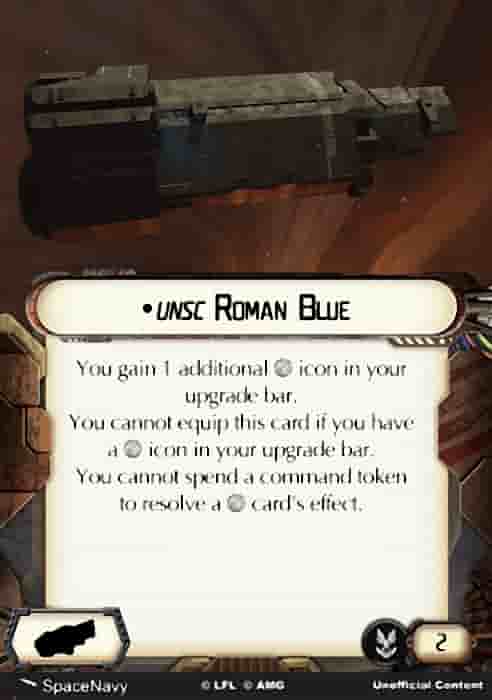 •UNSC ROMAN BLUE
You gain 1 additional icon in your
upgrade bar.
You cannot equip this card if you have
a icon in your upgrade bar.
You cannot spend a command token
to resolve a card's effect.
2
SpaceNavy © LFL © AMG Unofficial Content